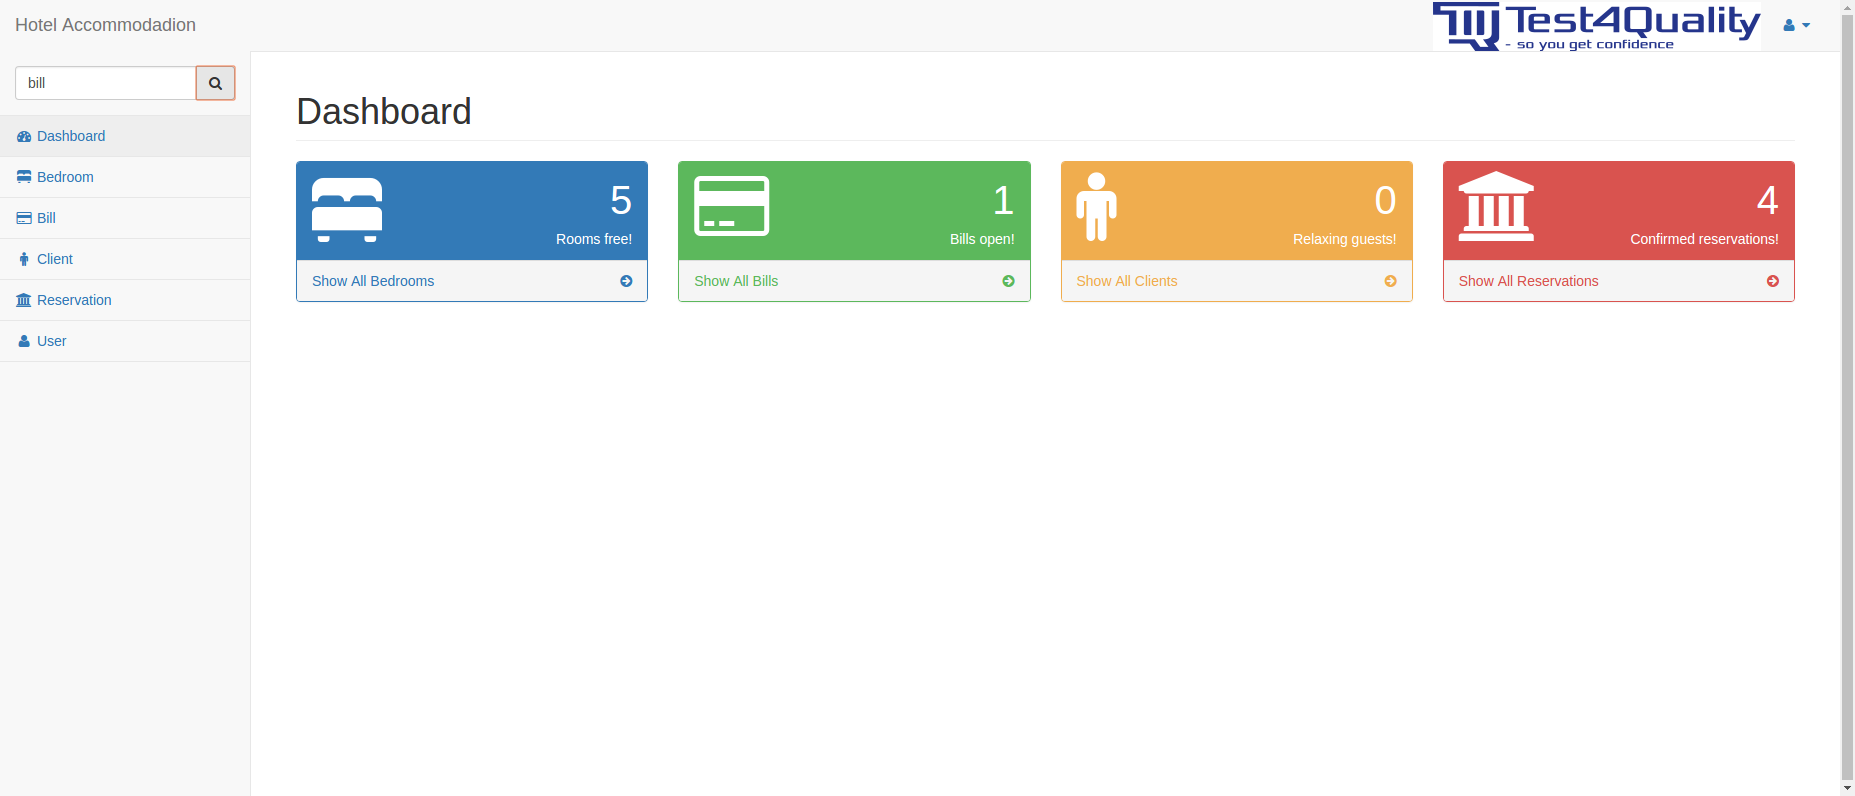 Hotel Accommodadion
Test4Quality
- so you get confidence
bill
Dashboard
Bedroom
Bill
Client
Reservation
User
Dashboard
5
Rooms free!
Show All Bedrooms
1
Bills open!
Show All Bills
0
Relaxing guests!
Show All Clients
4
Confirmed reservations!
Show All Reservations